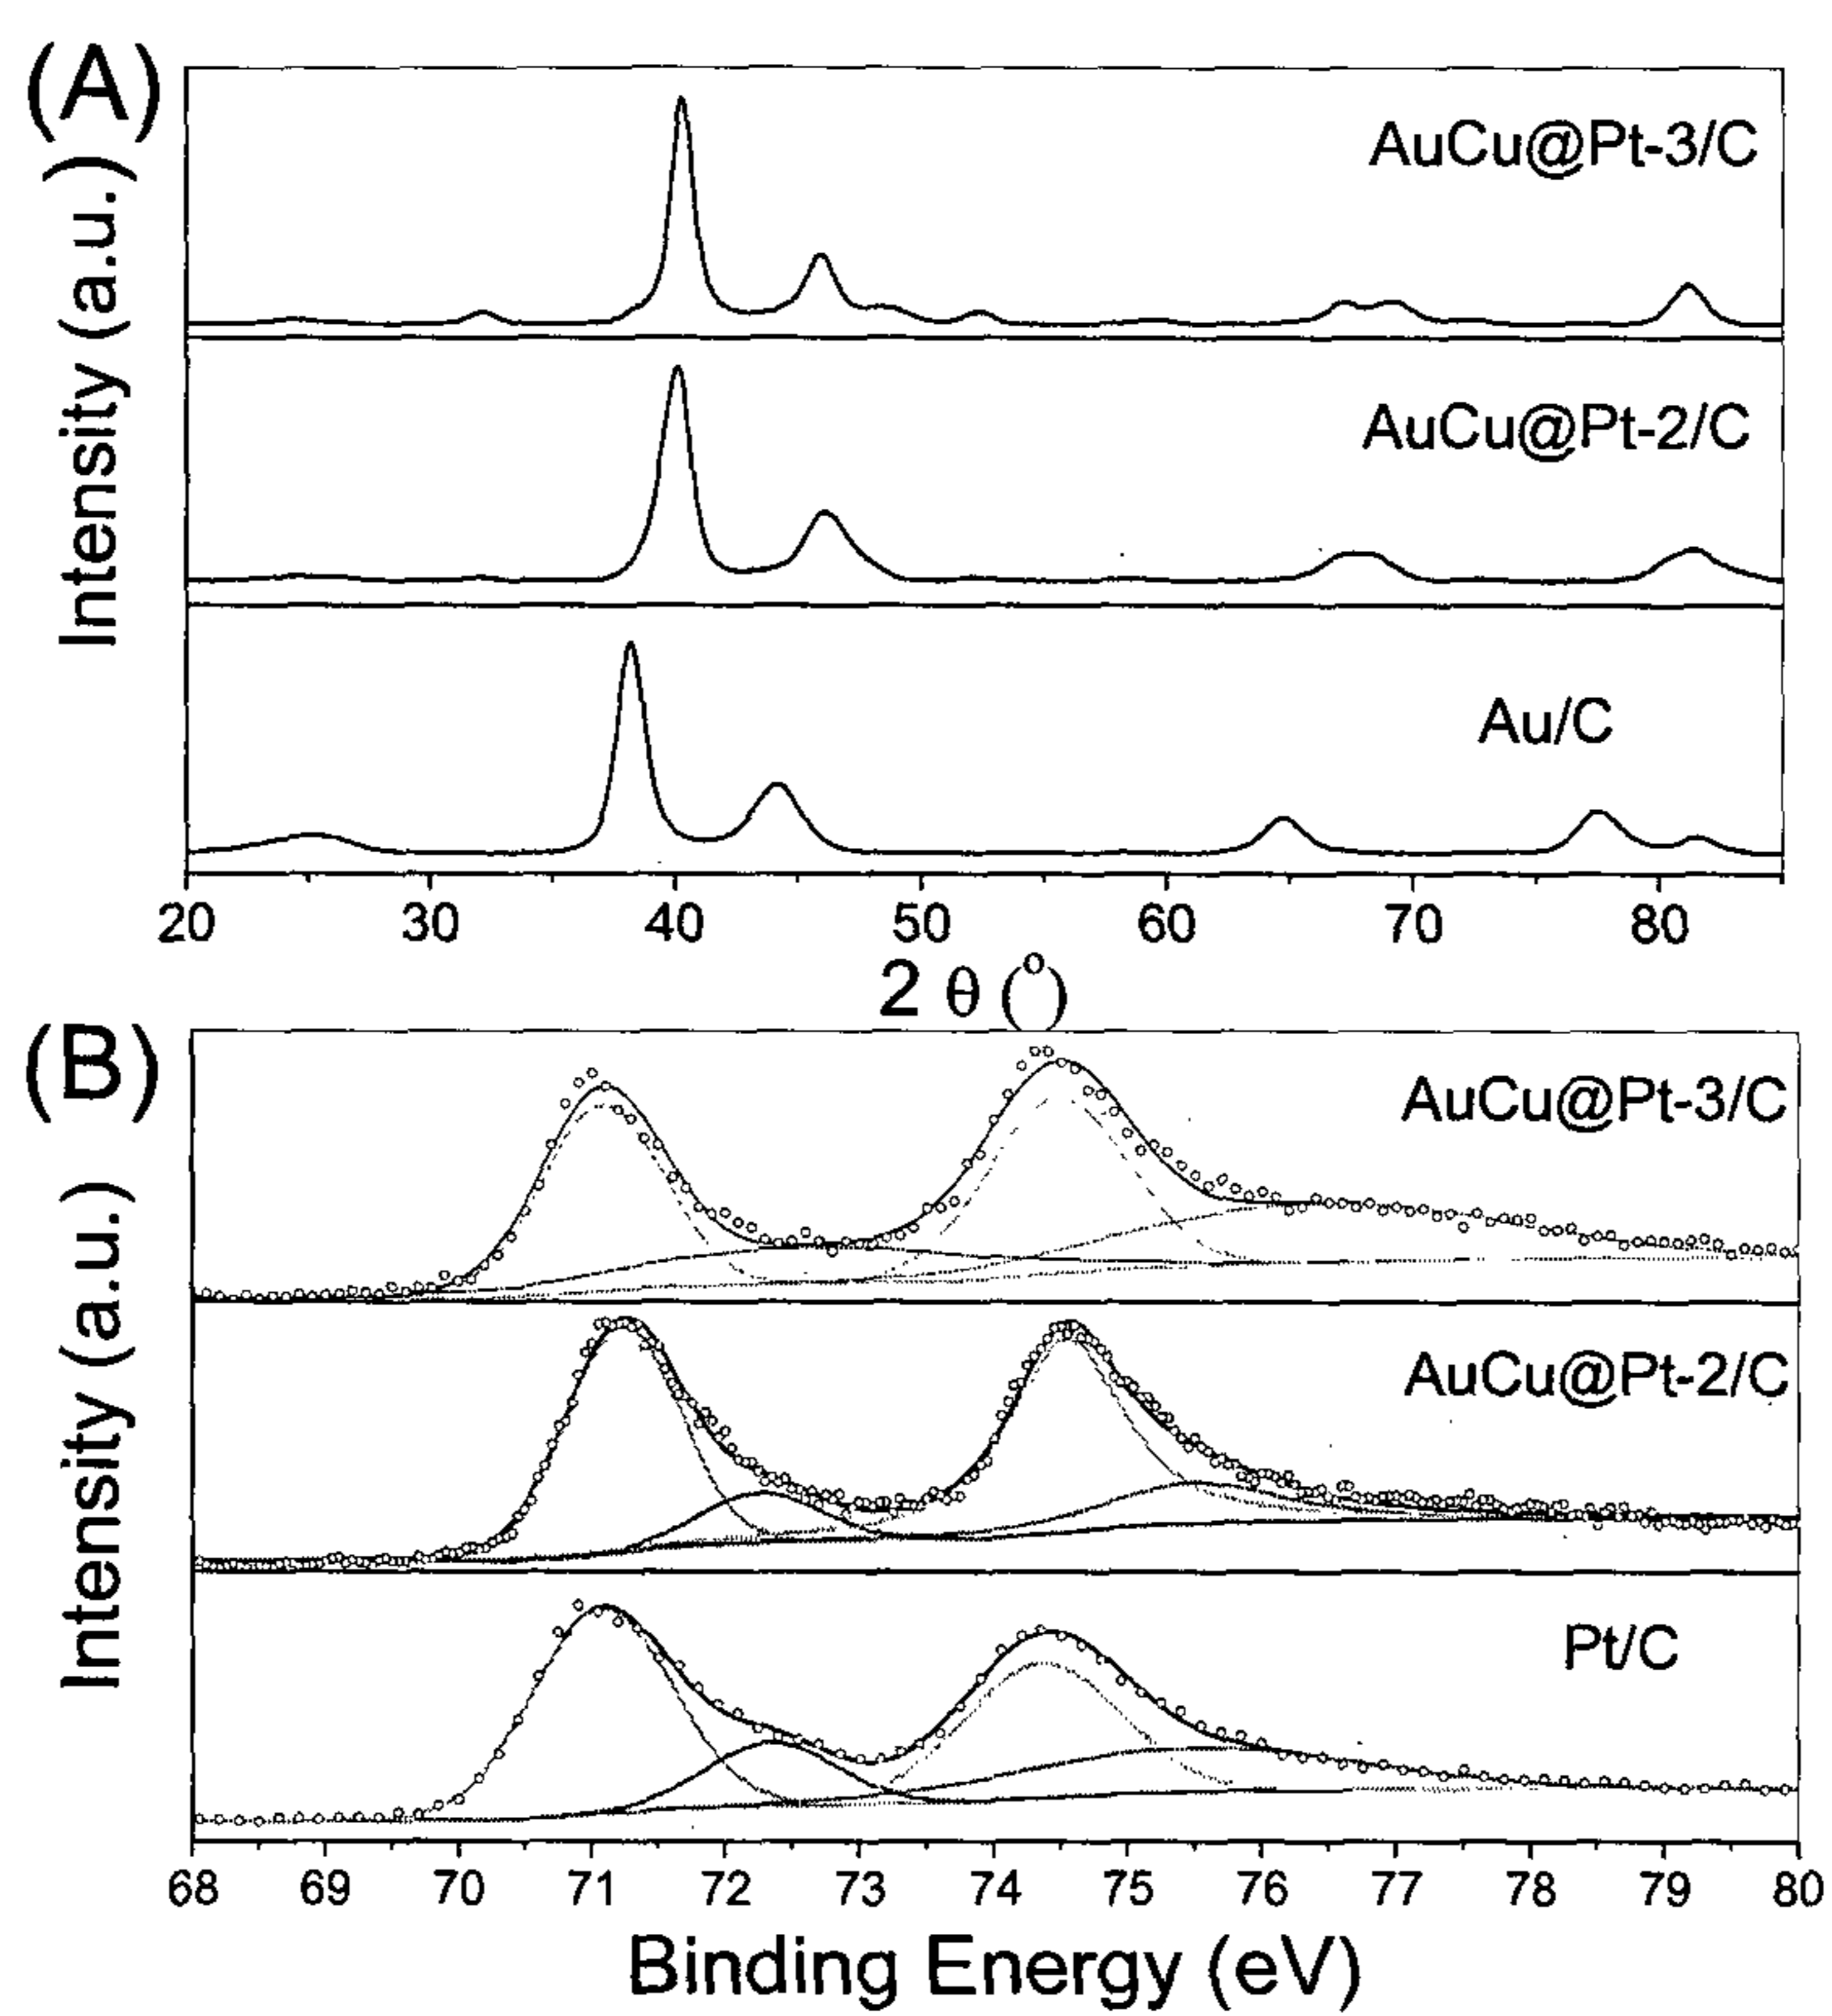 (A)
Intensity (a.u.)
AuCu@Pt-3/C
AuCu@Pt-2/C
Au/C
20 30 40 50 60 70 80
2 θ (°)
(B)
Intensity (a.u.)
AuCu@Pt-3/C
AuCu@Pt-2/C
Pt/C
68 69 70 71 72 73 74 75 76 77 78 79 80
Binding Energy (eV)